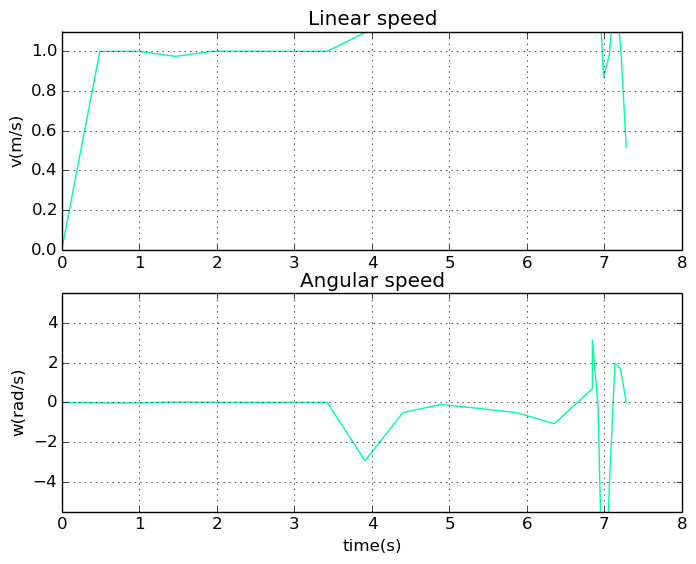 Linear speed
1.0
0.8
0.6
0.4
0.2
0.0
v(m/s)
0 1 2 3 4 5 6 7 8
Angular speed
4
2
0
−2
−4
w(rad/s)
0 1 2 3 4 5 6 7 8
time(s)